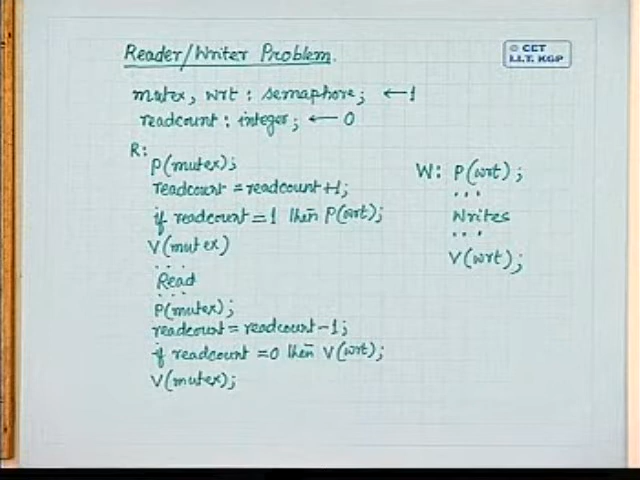 Reader/Writer Problem.
© CET
I.I.T. KGP
mutex, wrt : semaphore; ← 1
readcount : integer; ← 0
R:
P(mutex);
readcount = readcount+1;
if readcount = 1 then P(wrt);
V(mutex)
...
Read
...
P(mutex);
readcount = readcount-1;
if readcount = 0 then V(wrt);
V(mutex);
W: P(wrt);
...
Writes
...
V(wrt);